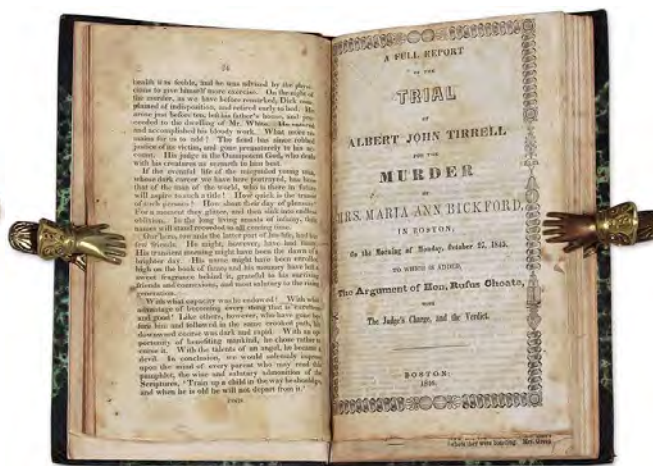 24
health was feeble, and he was advised by the physi-
cians to give himself more exercise. On the night of
the murder, as we have before remarked, Dick com-
plained of indisposition, and retired early to bed. He
arose just before ten, left his father's house, and pro-
ceeded to the dwelling of Mr. White. He entered,
and accomplished his bloody work. What more re-
mains for us to add? The fiend has since robbed
justice of its victim, and gone prematurely to his ac-
count. His judge is the Omnipotent God, who deals
with his creatures as seemeth to him best.
If the eventful life of the misguided young man,
whose dark career we have here portrayed, has been
that of the man of the world, who is there in future
will aspire to such a title? How quick is the transit
of such persons! How short their day of pleasure!
For a moment they glitter, and then sink into endless
oblivion. In the long living annals of infamy, their
names will stand recorded to all coming time.
Our hero, towards the latter part of his life, had but
few friends. He might, however, have had them.
His transient morning might have been the dawn of a
brighter day. His name might have been enrolled
high on the book of fame, and his memory have left a
sweet fragrance behind it, grateful to his surviving
friends and connexions, and most salutary to the rising
generation.
With what capacity was he endowed! With what
advantage of becoming every thing that is excellent
and good! Like others, however, who have gone be-
fore him and followed in the same crooked path, his
downward course was dark and rapid. With an op-
portunity of benefiting mankind, he chose rather to
curse it. With the talents of an angel, he became a
devil. In conclusion, we would solemnly impress
upon the mind of every parent who may read this
pamphlet, the wise and salutary admonition of the
Scriptures, 'Train up a child in the way he should go,
and when he is old he will not depart from it.'
A FULL REPORT
OF THE
TRIAL
OF
ALBERT JOHN TIRRELL
FOR THE
MURDER
OF
MRS. MARIA ANN BICKFORD,
IN BOSTON,
On the Morning of Monday, October 27, 1845,
TO WHICH IS ADDED,
The Argument of Hon. Rufus Choate,
WITH
The Judge's Charge, and the Verdict.
BOSTON:
1846.